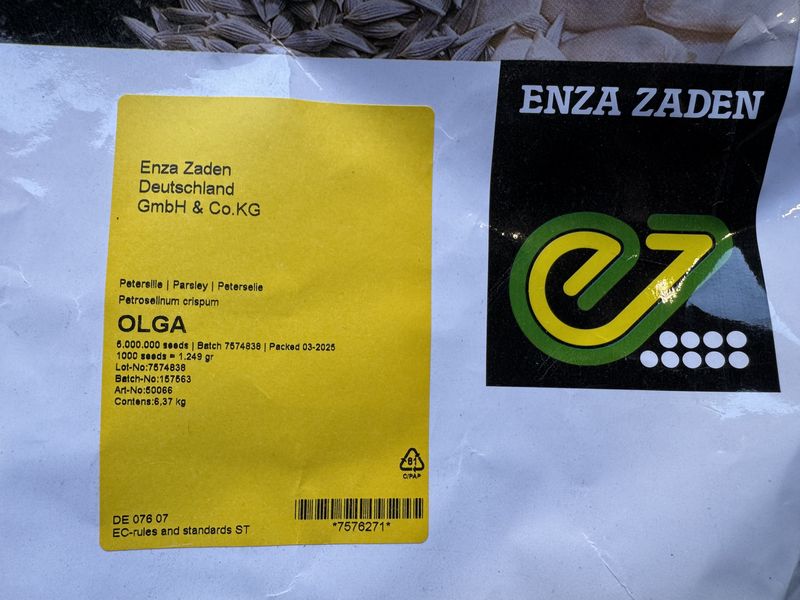 Enza Zaden
Deutschland
GmbH & Co.KG
Petersilie | Parsley | Peterselie
Petroselinum crispum
OLGA
5.000.000 seeds | Batch 7574838 | Packed 03-2025
1000 seeds = 1.249 gr
Lot-No:7574838
Batch-No:157563
Art-No:50066
Contens:6,37 kg
81
C/PAP
DE 076 07
EC-rules and standards ST
*7576271*
ENZA ZADEN